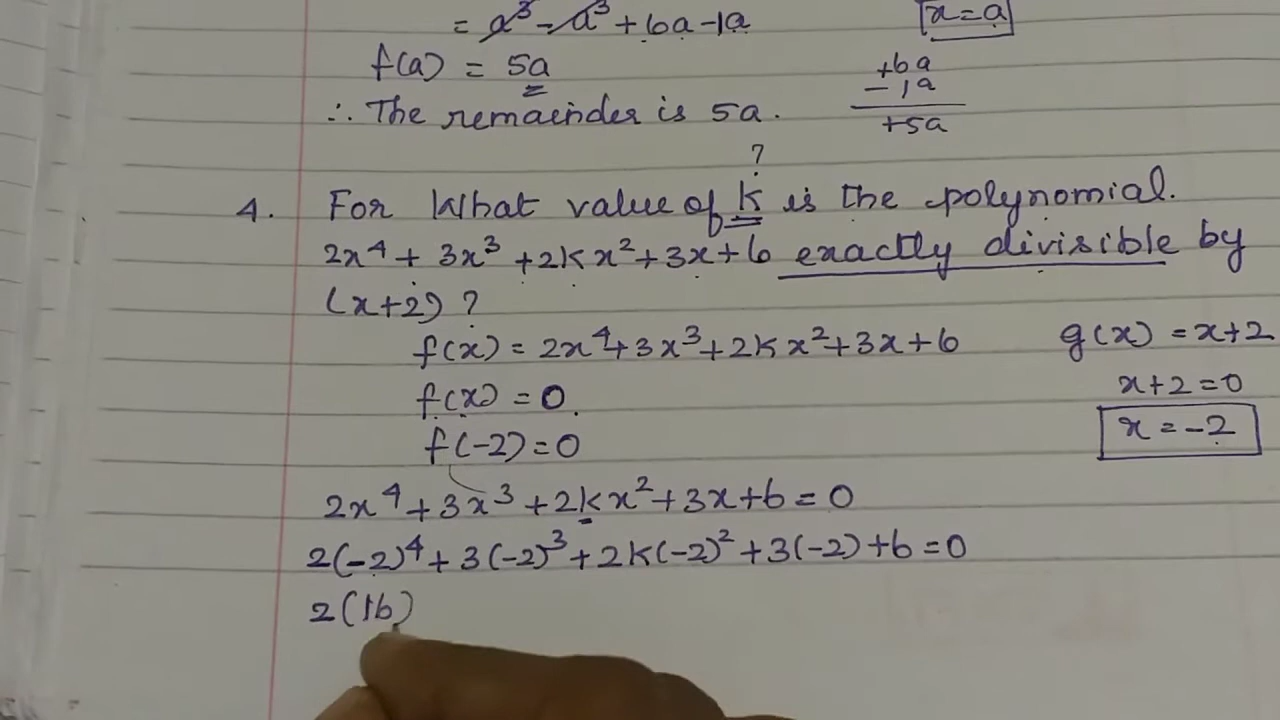 = a³ - a³ + 6a - 1a
x = a
f(a) = 5a
+6a
- 1a
+5a
∴ The remainder is 5a.
?
4. For What value of k is the polynomial.
2x⁴ + 3x³ + 2kx² + 3x + 6 exactly divisible by
(x+2) ?
f(x) = 2x⁴ + 3x³ + 2kx² + 3x + 6
g(x) = x+2
f(x) = 0.
x+2 = 0
f(-2) = 0
x = -2
2x⁴ + 3x³ + 2kx² + 3x + 6 = 0
2(-2)⁴ + 3(-2)³ + 2k(-2)² + 3(-2) + 6 = 0
2(16)